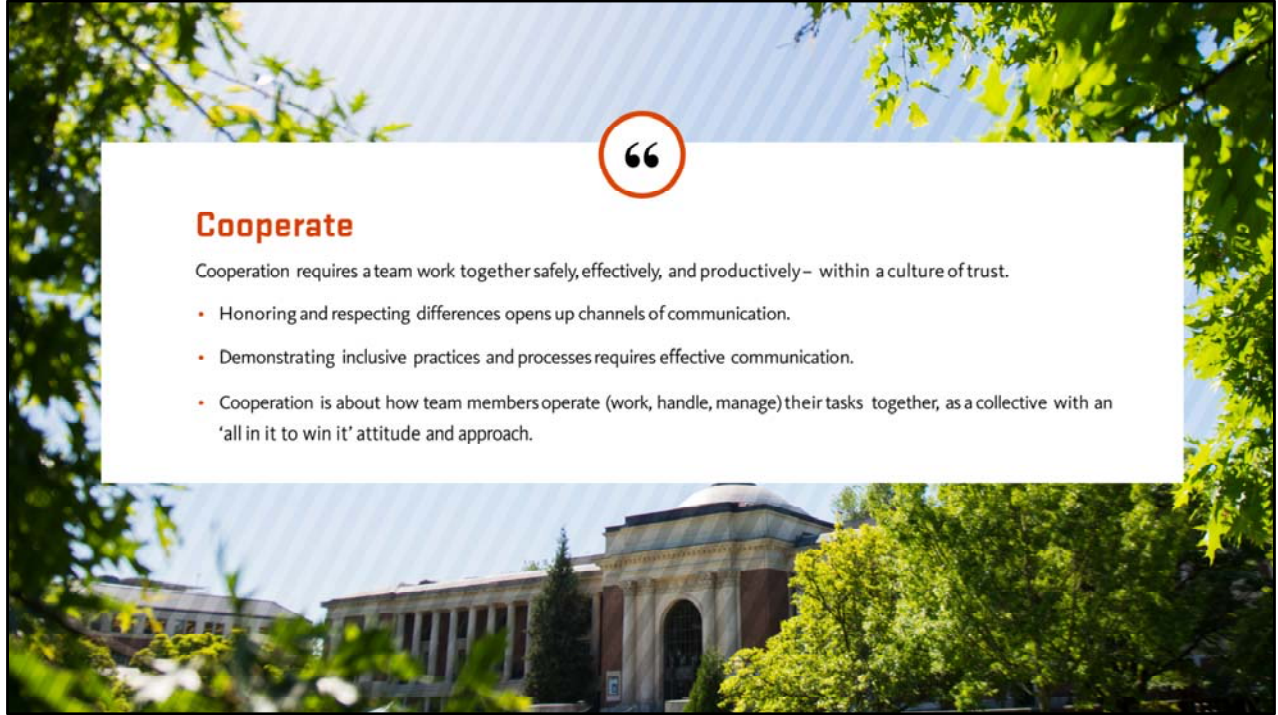 “
Cooperate
Cooperation requires a team work together safely, effectively, and productively– within a culture of trust.
• Honoring and respecting differences opens up channels of communication.
• Demonstrating inclusive practices and processes requires effective communication.
• Cooperation is about how team members operate (work, handle, manage) their tasks together, as a collective with an
‘all in it to win it’ attitude and approach.